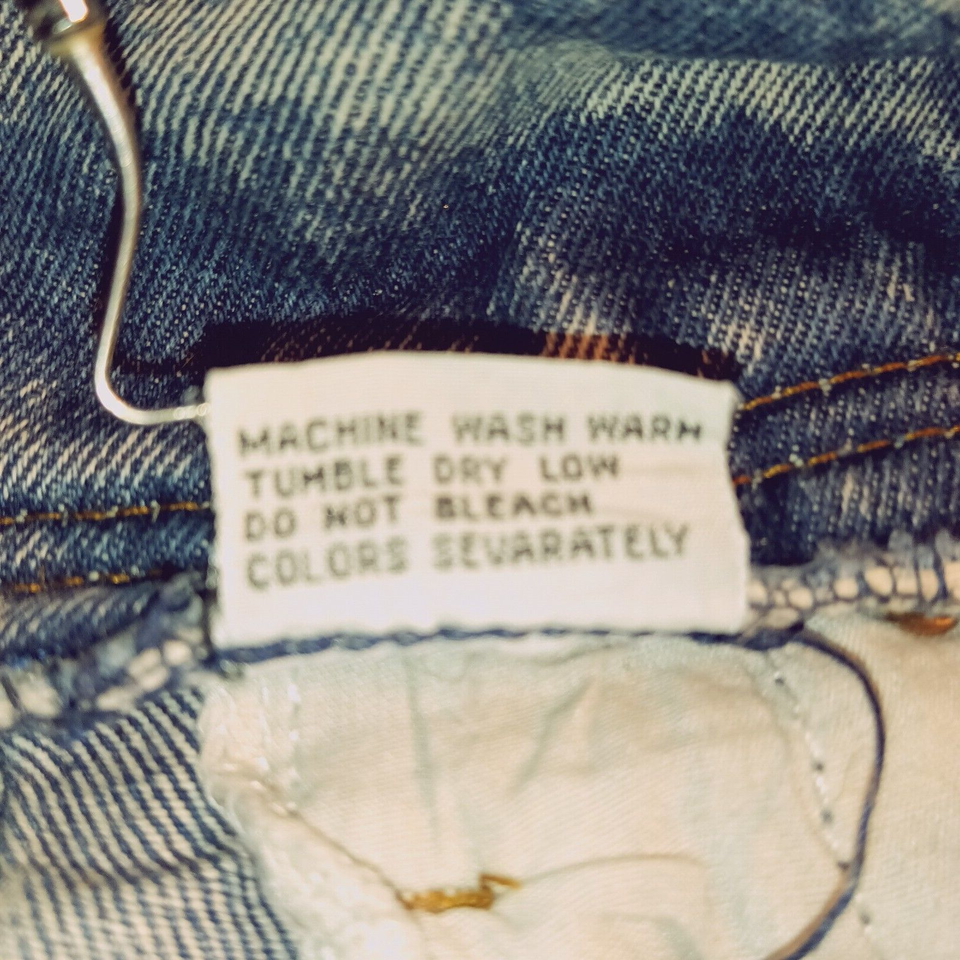 MACHINE WASH WARM
TUMBLE DRY LOW
DO NOT BLEACH
COLORS SEVARATELY